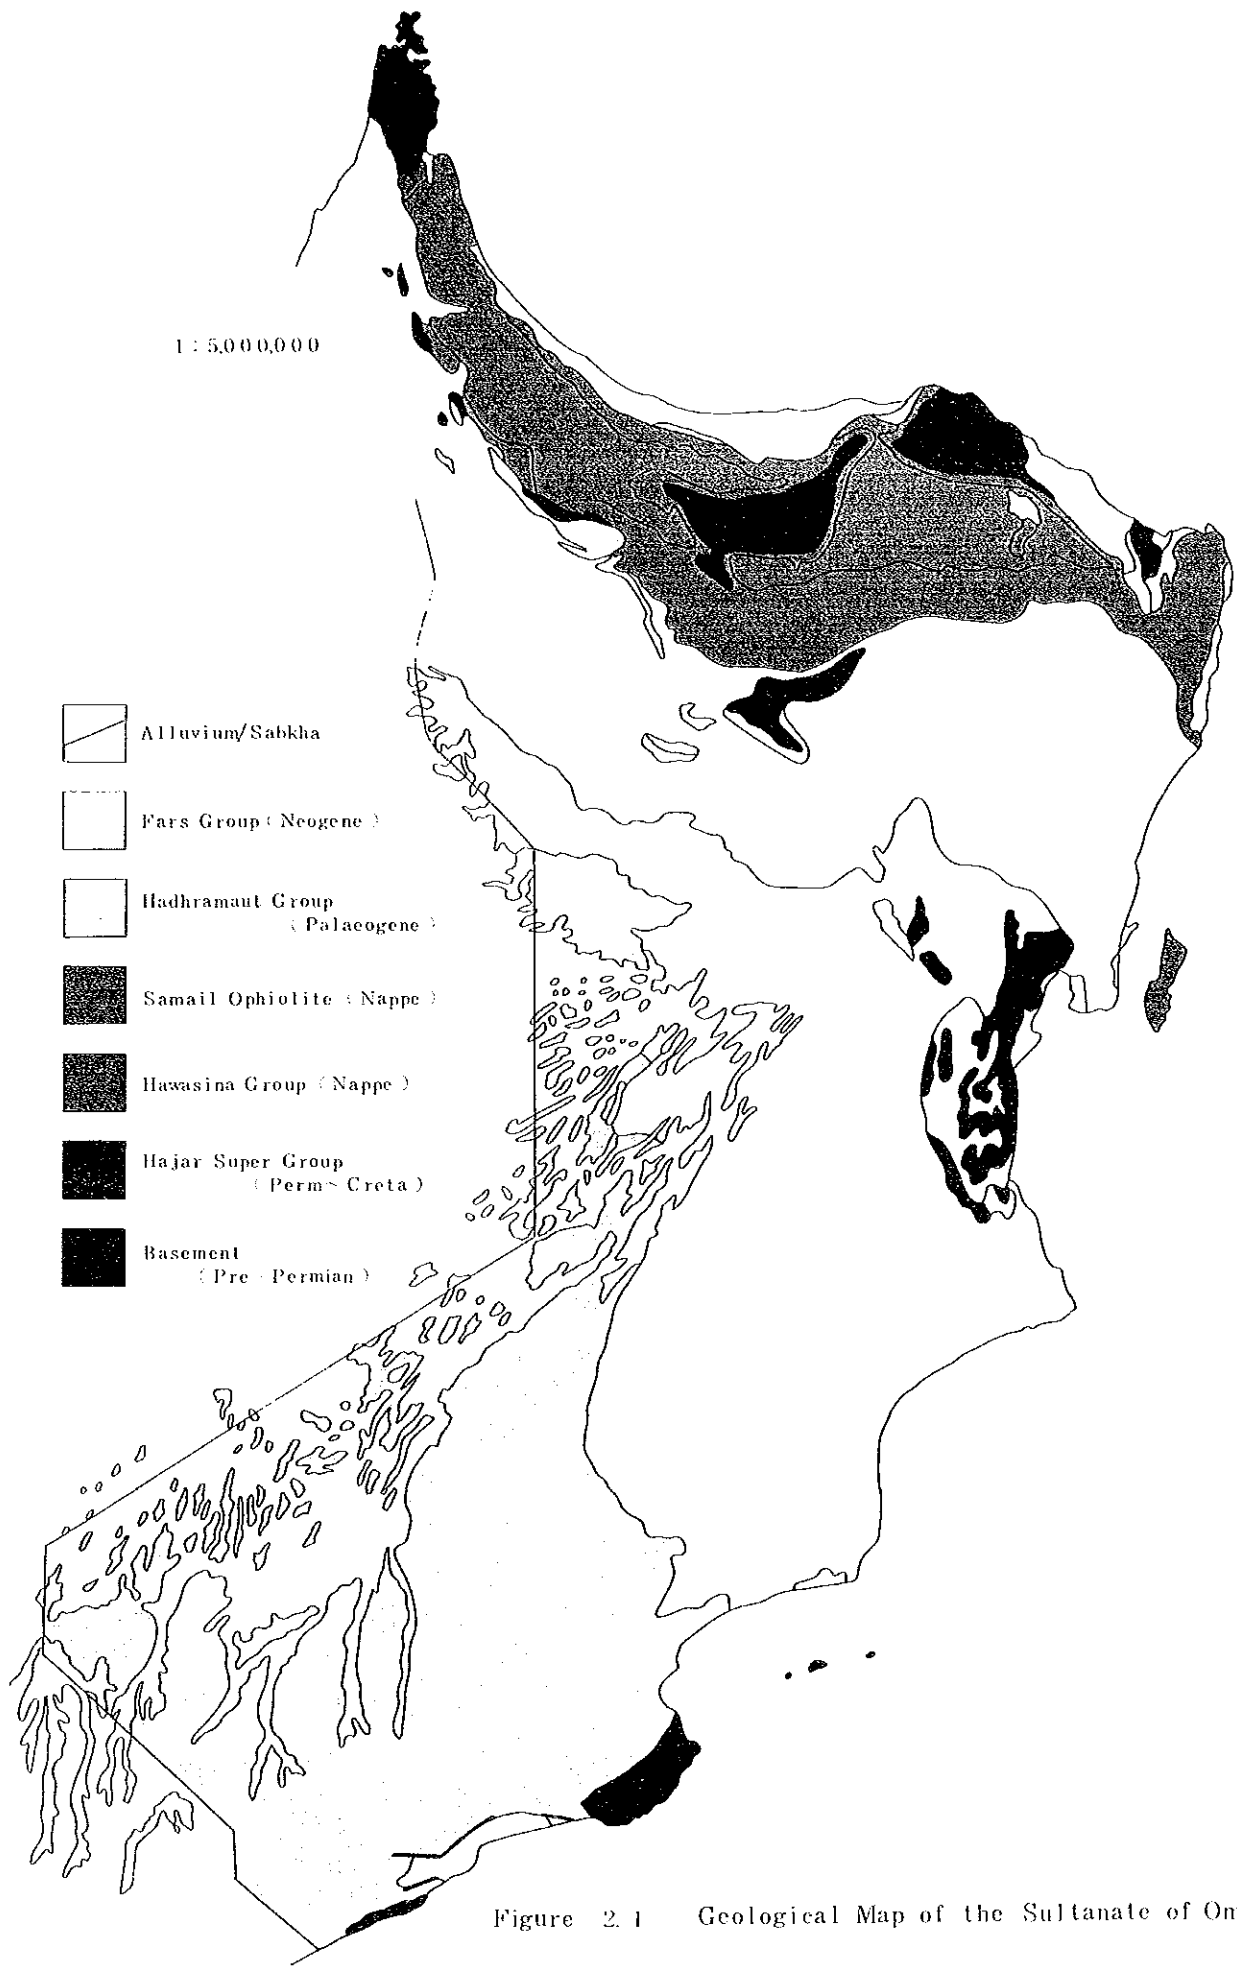 1 : 5,000,000
Alluvium/Sabkha
Fars Group ( Neogene )
Hadhramaut Group
( Palaeogene )
Samail Ophiolite ( Nappe )
Hawasina Group ( Nappe )
Hajar Super Group
( Perm ~ Creta )
Basement
( Pre - Permian )
Figure 2.1 Geological Map of the Sultanate of